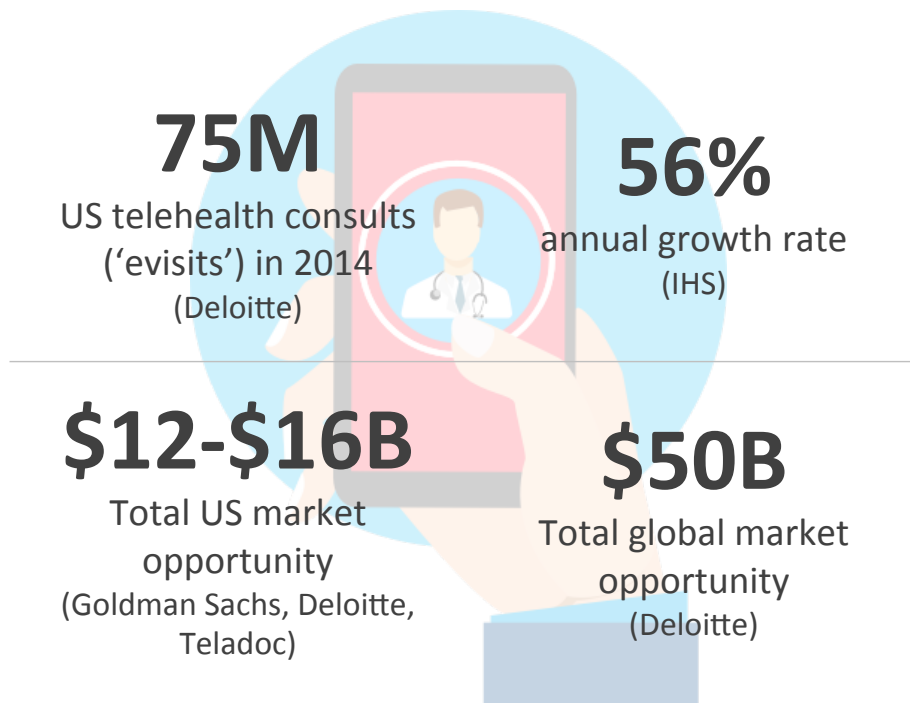 75M
US telehealth consults
(‘evisits’) in 2014
(Deloitte)
56%
annual growth rate
(IHS)
$12-$16B
Total US market
opportunity
(Goldman Sachs, Deloitte,
Teladoc)
$50B
Total global market
opportunity
(Deloitte)